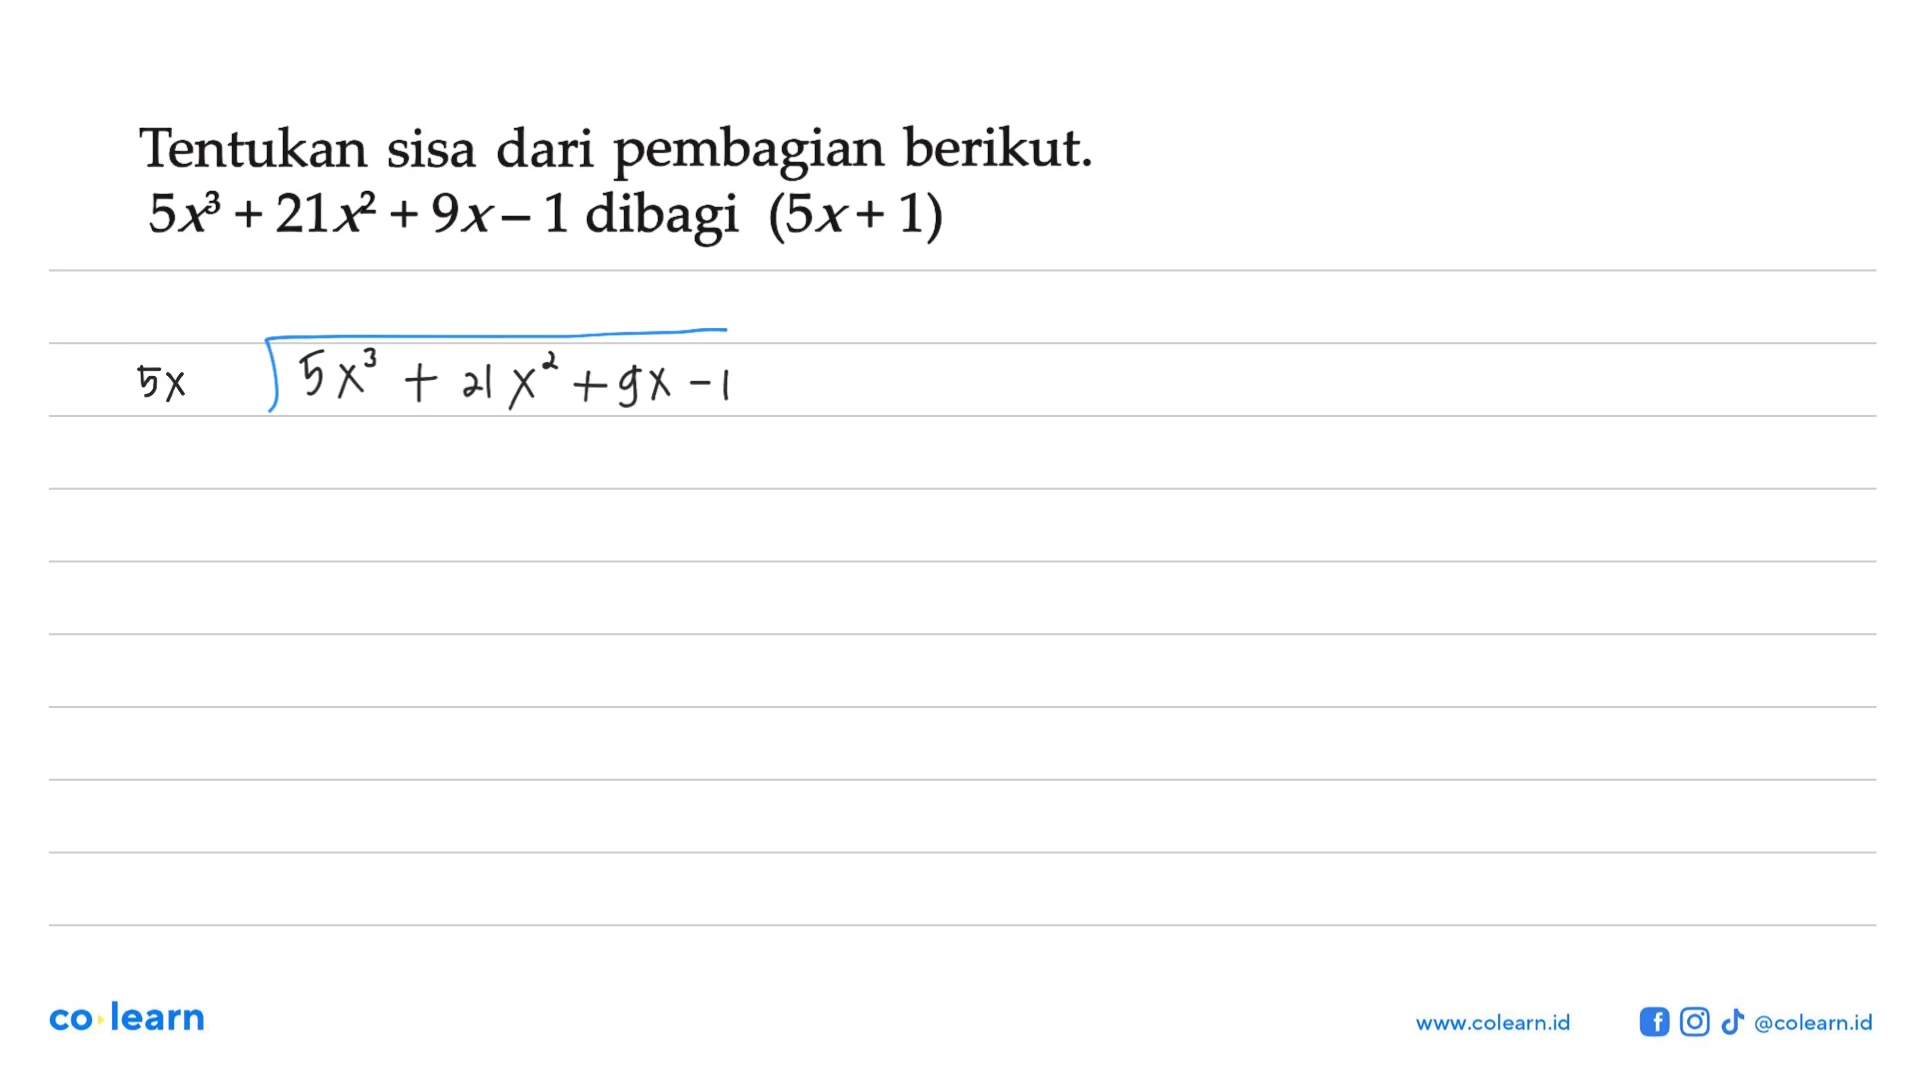 Tentukan sisa dari pembagian berikut.
5x³ + 21x² + 9x – 1 dibagi (5x + 1)
5x 5x³ + 21x² + 9x - 1
co learn
www.colearn.id @colearn.id